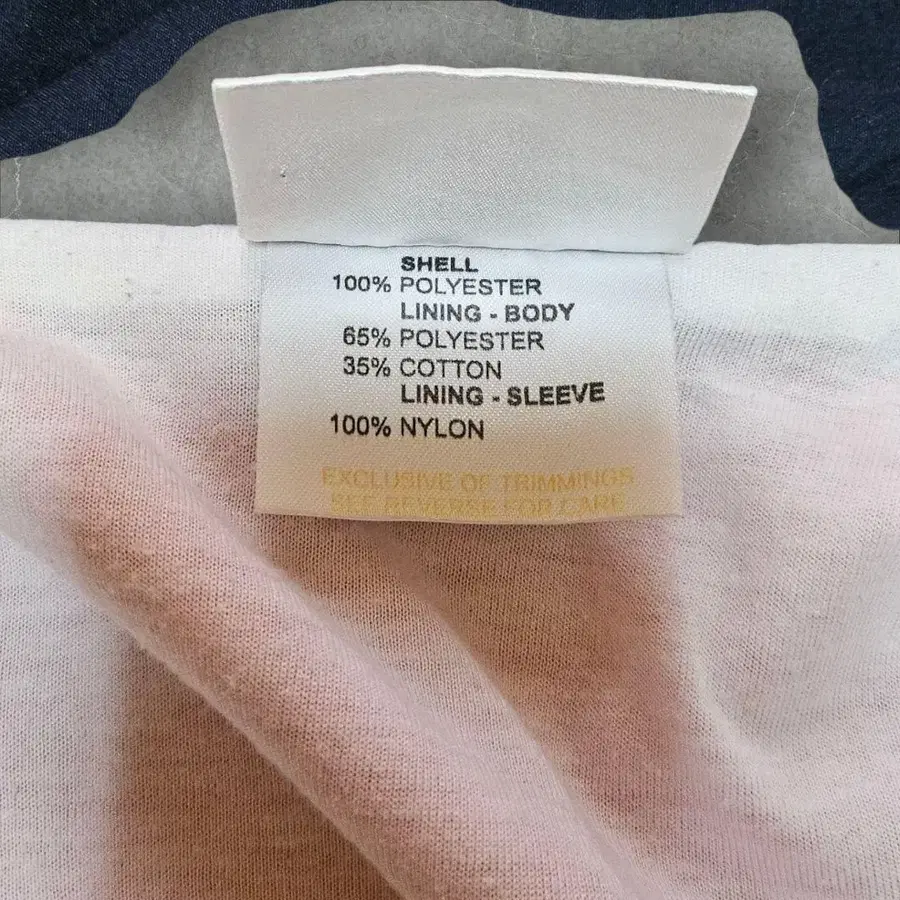 SHELL
100% POLYESTER
LINING - BODY
65% POLYESTER
35% COTTON
LINING - SLEEVE
100% NYLON
EXCLUSIVE OF TRIMMINGS
SEE REVERSE FOR CARE